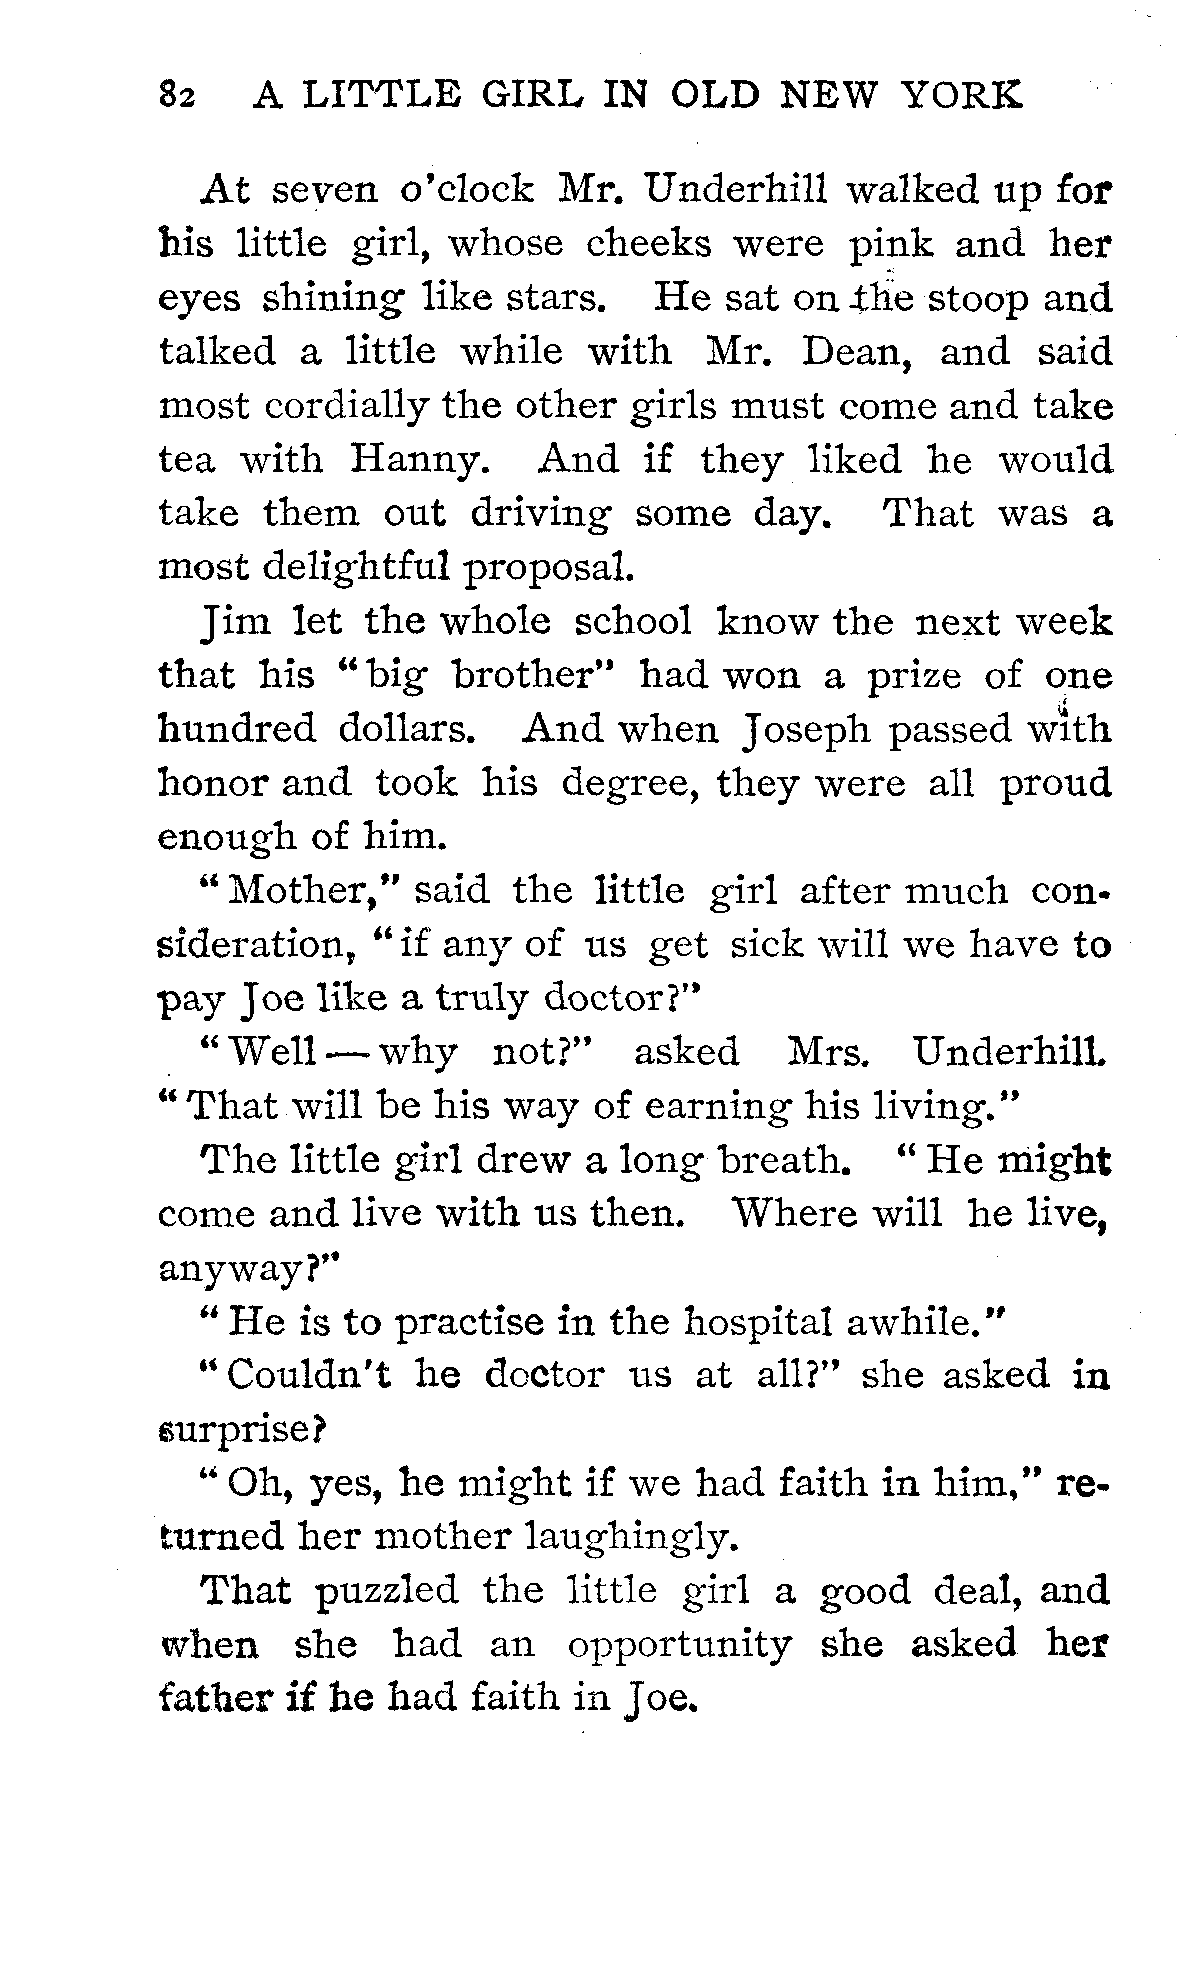 82 A LITTLE GIRL IN OLD NEW YORK
At seven o'clock Mr. Underhill walked up for
his little girl, whose cheeks were pink and her
eyes shining like stars. He sat on the stoop and
talked a little while with Mr. Dean, and said
most cordially the other girls must come and take
tea with Hanny. And if they liked he would
take them out driving some day. That was a
most delightful proposal.
Jim let the whole school know the next week
that his "big brother" had won a prize of one
hundred dollars. And when Joseph passed with
honor and took his degree, they were all proud
enough of him.
"Mother," said the little girl after much con-
sideration, "if any of us get sick will we have to
pay Joe like a truly doctor?"
"Well — why not?" asked Mrs. Underhill.
"That will be his way of earning his living."
The little girl drew a long breath. "He might
come and live with us then. Where will he live,
anyway?"
"He is to practise in the hospital awhile."
"Couldn't he doctor us at all?" she asked in
surprise?
"Oh, yes, he might if we had faith in him," re-
turned her mother laughingly.
That puzzled the little girl a good deal, and
when she had an opportunity she asked her
father if he had faith in Joe.